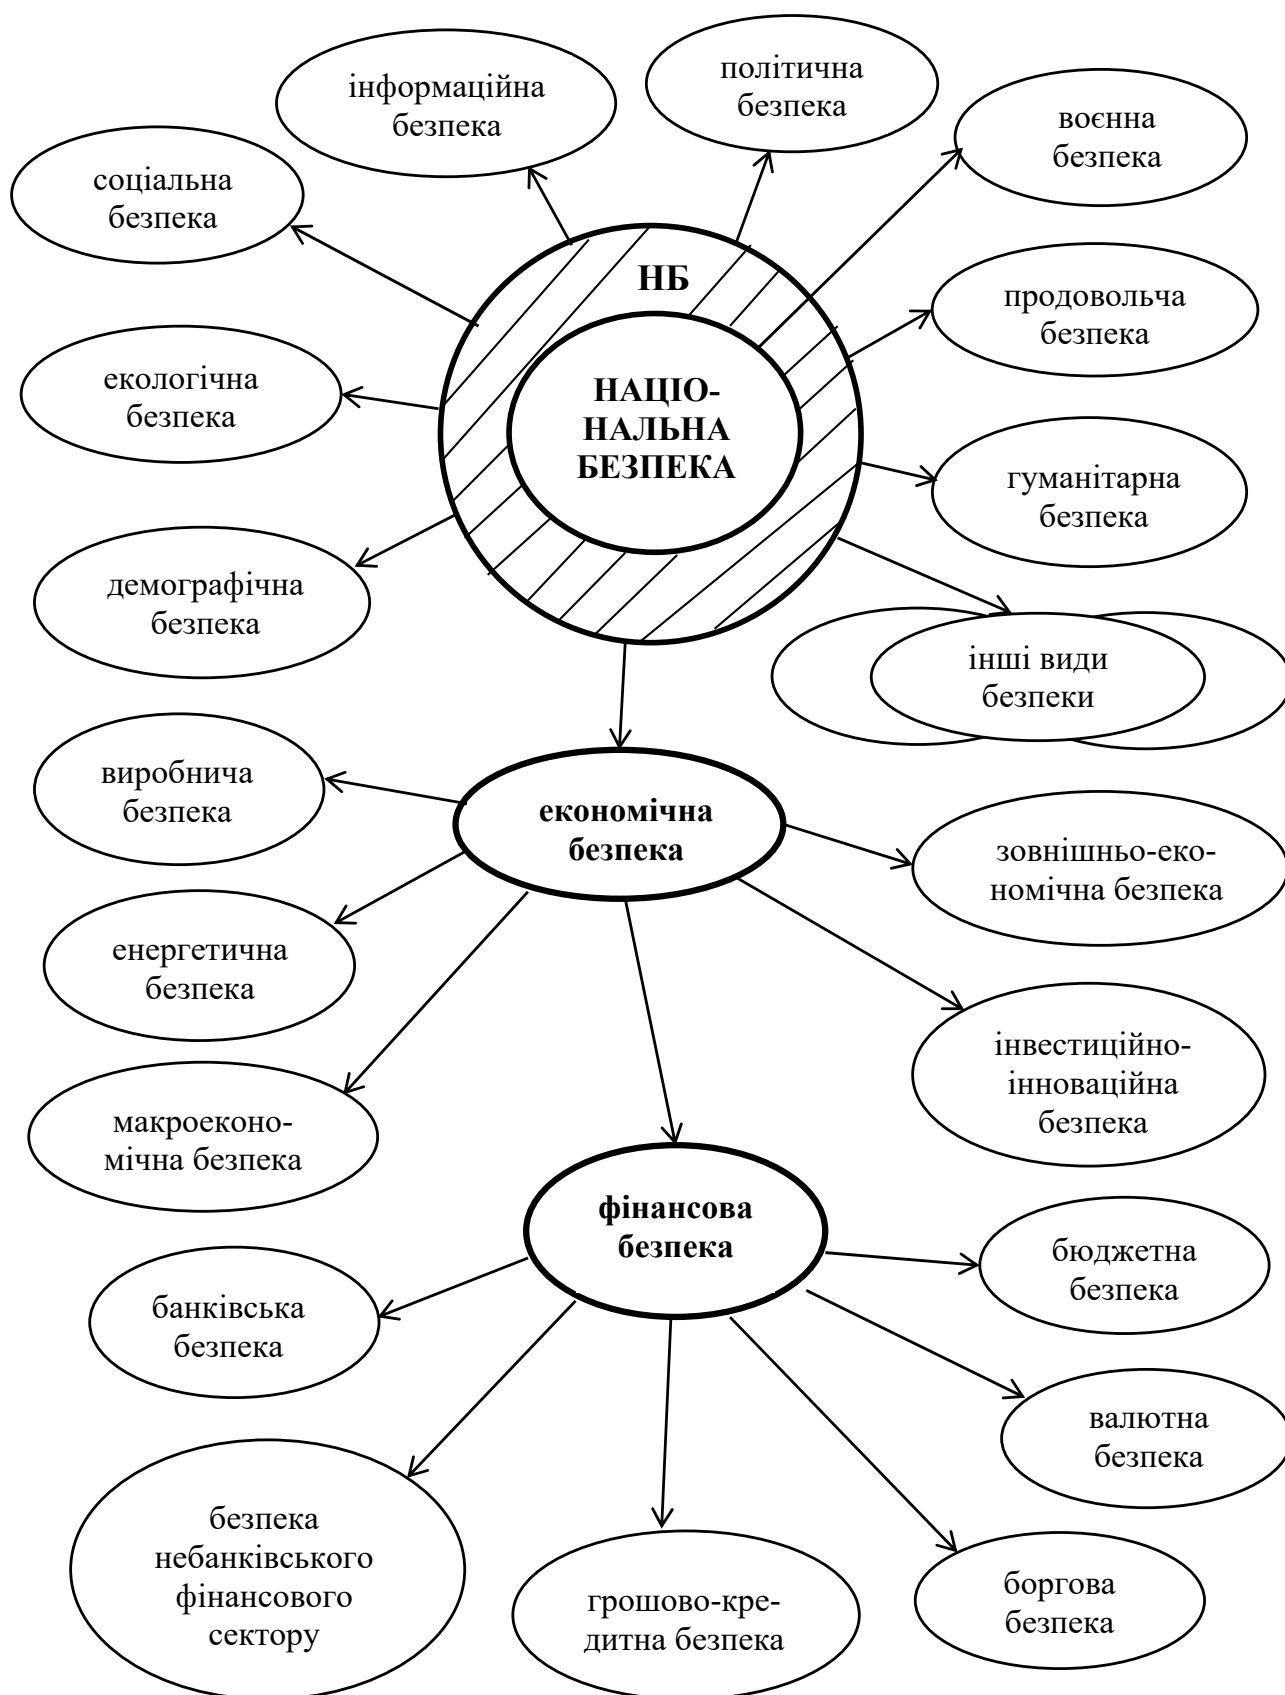 інформаційна
безпека
політична
безпека
воєнна
безпека
соціальна
безпека
НБ
продовольча
безпека
екологічна
безпека
НАЦІО-
НАЛЬНА
БЕЗПЕКА
гуманітарна
безпека
демографічна
безпека
інші види
безпеки
виробнича
безпека
економічна
безпека
зовнішньо-еко-
номічна безпека
енергетична
безпека
інвестиційно-
інноваційна
безпека
макроеконо-
мічна безпека
фінансова
безпека
бюджетна
безпека
банківська
безпека
валютна
безпека
безпека
небанківського
фінансового
сектору
грошово-кре-
дитна безпека
боргова
безпека